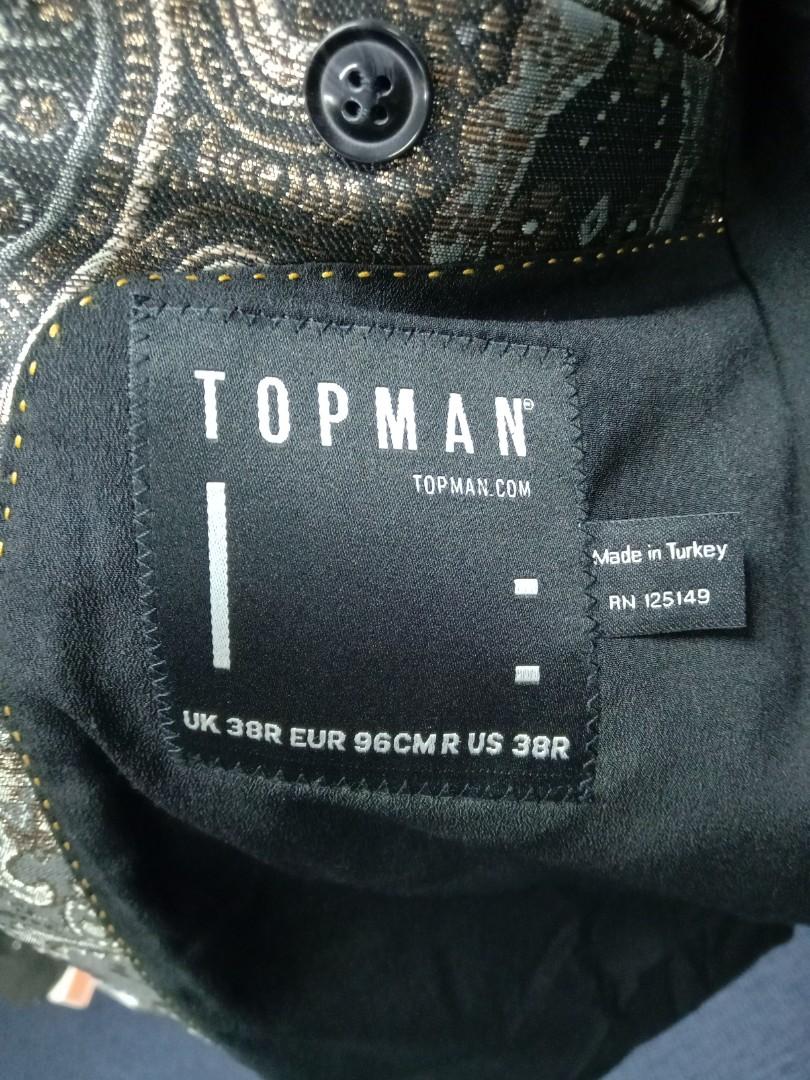 TOPMAN®
TOPMAN.COM
Made in Turkey
RN 125149
UK 38R EUR 96CM R US 38R